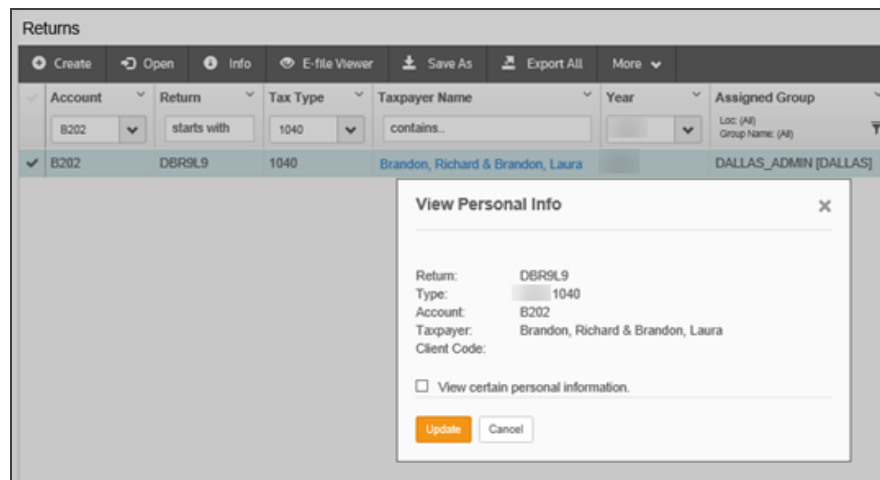 Returns
Create Open Info E-file Viewer Save As Export All More
Account Return Tax Type Taxpayer Name Year Assigned Group
B202 starts with 1040 contains.. Loc: (All)
Group Name: (All)
B202 DBR9L9 1040 Brandon, Richard & Brandon, Laura DALLAS_ADMIN [DALLAS]
View Personal Info
Return: DBR9L9
Type: 1040
Account: B202
Taxpayer: Brandon, Richard & Brandon, Laura
Client Code:
View certain personal information.
Update Cancel